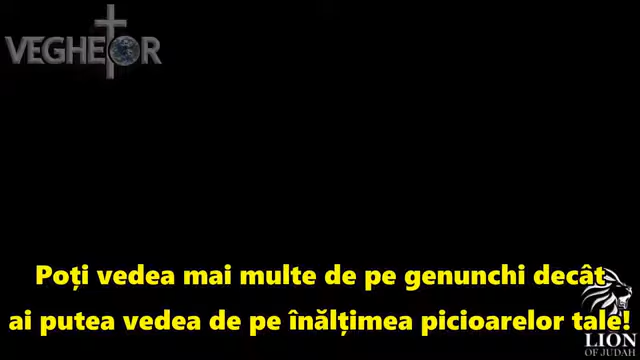 VEGHETOR
Poți vedea mai multe de pe genunchi decât
ai putea vedea de pe înălțimea picioarelor tale!
LION
OF JUDAH